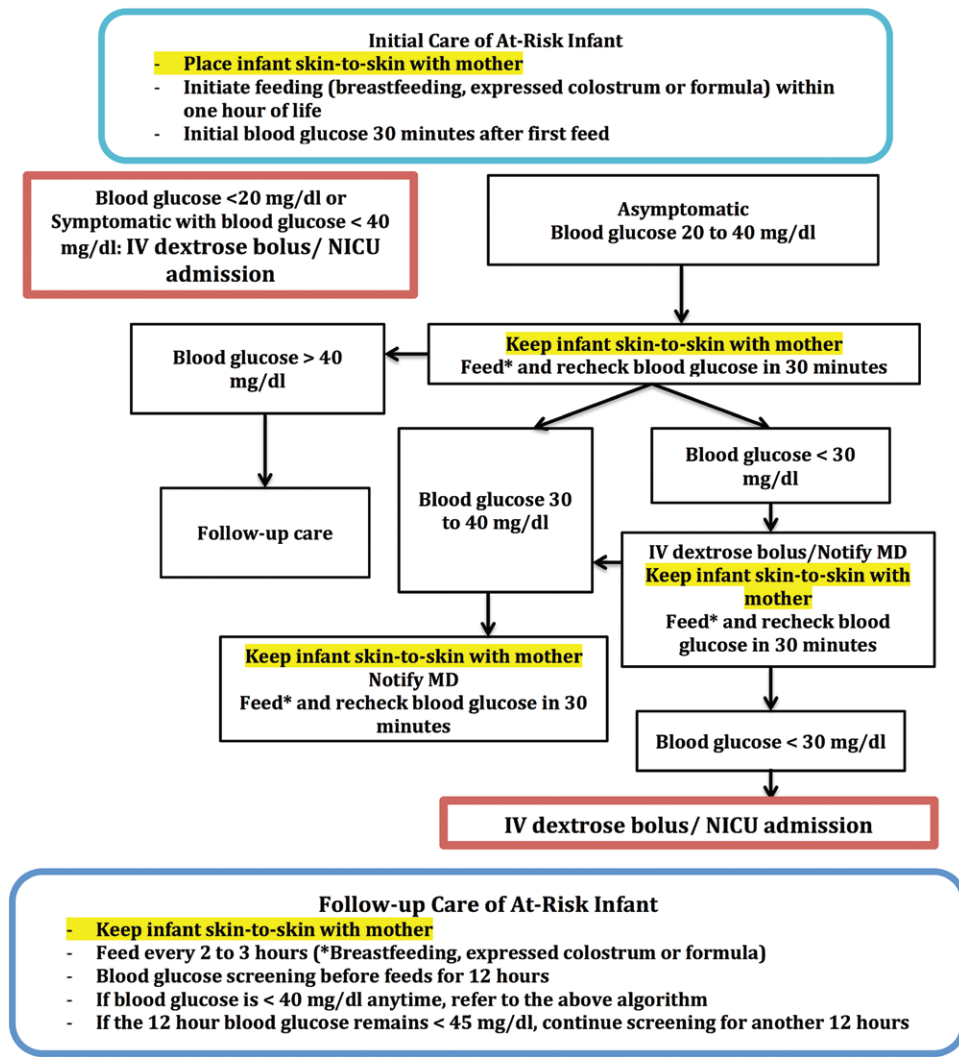 Initial Care of At-Risk Infant
- Place infant skin-to-skin with mother
- Initiate feeding (breastfeeding, expressed colostrum or formula) within
one hour of life
- Initial blood glucose 30 minutes after first feed
Blood glucose <20 mg/dl or
Symptomatic with blood glucose < 40
mg/dl: IV dextrose bolus/ NICU
admission
Asymptomatic
Blood glucose 20 to 40 mg/dl
Keep infant skin-to-skin with mother
Feed* and recheck blood glucose in 30 minutes
Blood glucose > 40
mg/dl
Follow-up care
Blood glucose 30
to 40 mg/dl
Blood glucose < 30
mg/dl
IV dextrose bolus/Notify MD
Keep infant skin-to-skin with
mother
Feed* and recheck blood
glucose in 30 minutes
Keep infant skin-to-skin with mother
Notify MD
Feed* and recheck blood glucose in 30
minutes
Blood glucose < 30 mg/dl
IV dextrose bolus/ NICU admission
Follow-up Care of At-Risk Infant
- Keep infant skin-to-skin with mother
- Feed every 2 to 3 hours (*Breastfeeding, expressed colostrum or formula)
- Blood glucose screening before feeds for 12 hours
- If blood glucose is < 40 mg/dl anytime, refer to the above algorithm
- If the 12 hour blood glucose remains < 45 mg/dl, continue screening for another 12 hours